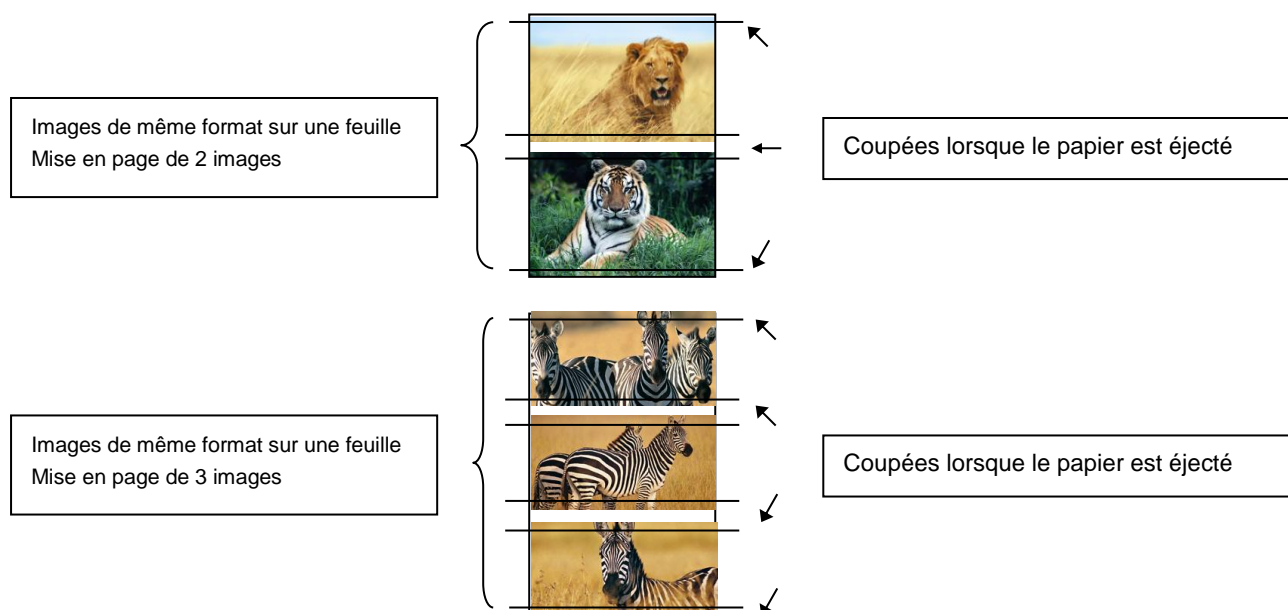 Images de même format sur une feuille
Mise en page de 2 images
Coupées lorsque le papier est éjecté
Images de même format sur une feuille
Mise en page de 3 images
Coupées lorsque le papier est éjecté